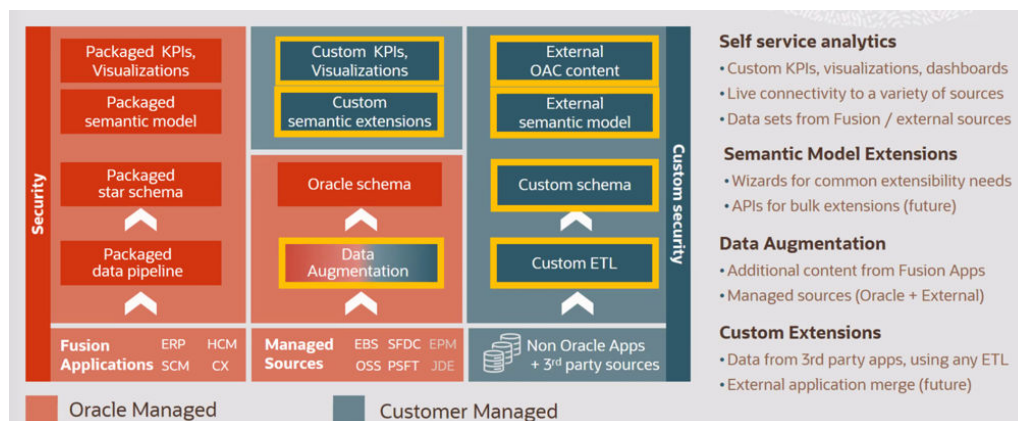 Security
Packaged KPIs,
Visualizations
Packaged
semantic model
Packaged
star schema
Packaged
data pipeline
Fusion
Applications
ERP HCM
SCM CX
Custom KPIs,
Visualizations
Custom
semantic extensions
Oracle schema
Data
Augmentation
Managed
Sources
EBS SFDC EPM
OSS PSFT JDE
External
OAC content
External
semantic model
Custom schema
Custom ETL
Non Oracle Apps
+ 3rd party sources
Custom security
Self service analytics
• Custom KPIs, visualizations, dashboards
• Live connectivity to a variety of sources
• Data sets from Fusion / external sources
Semantic Model Extensions
• Wizards for common extensibility needs
• APIs for bulk extensions (future)
Data Augmentation
• Additional content from Fusion Apps
• Managed sources (Oracle + External)
Custom Extensions
• Data from 3rd party apps, using any ETL
• External application merge (future)
Oracle Managed
Customer Managed